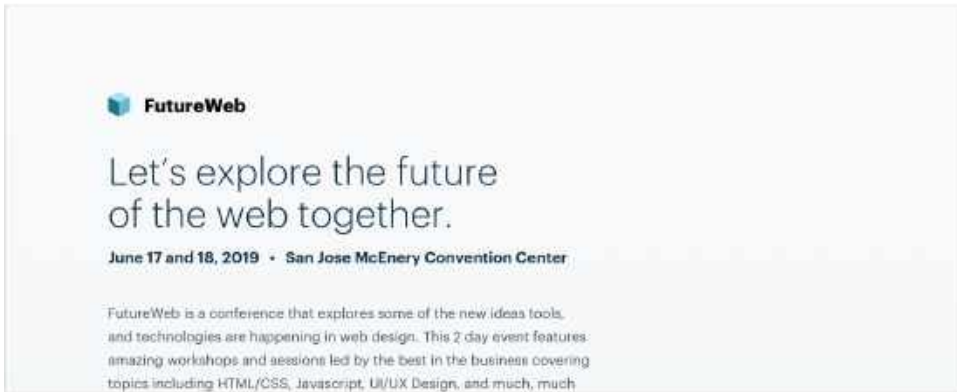 FutureWeb
Let's explore the future
of the web together.
June 17 and 18, 2019 • San Jose McEnery Convention Center
FutureWeb is a conference that explores some of the new ideas tools,
and technologies are happening in web design. This 2 day event features
amazing workshops and sessions led by the best in the business covering
topics including HTML/CSS, Javascript, UI/UX Design, and much, much